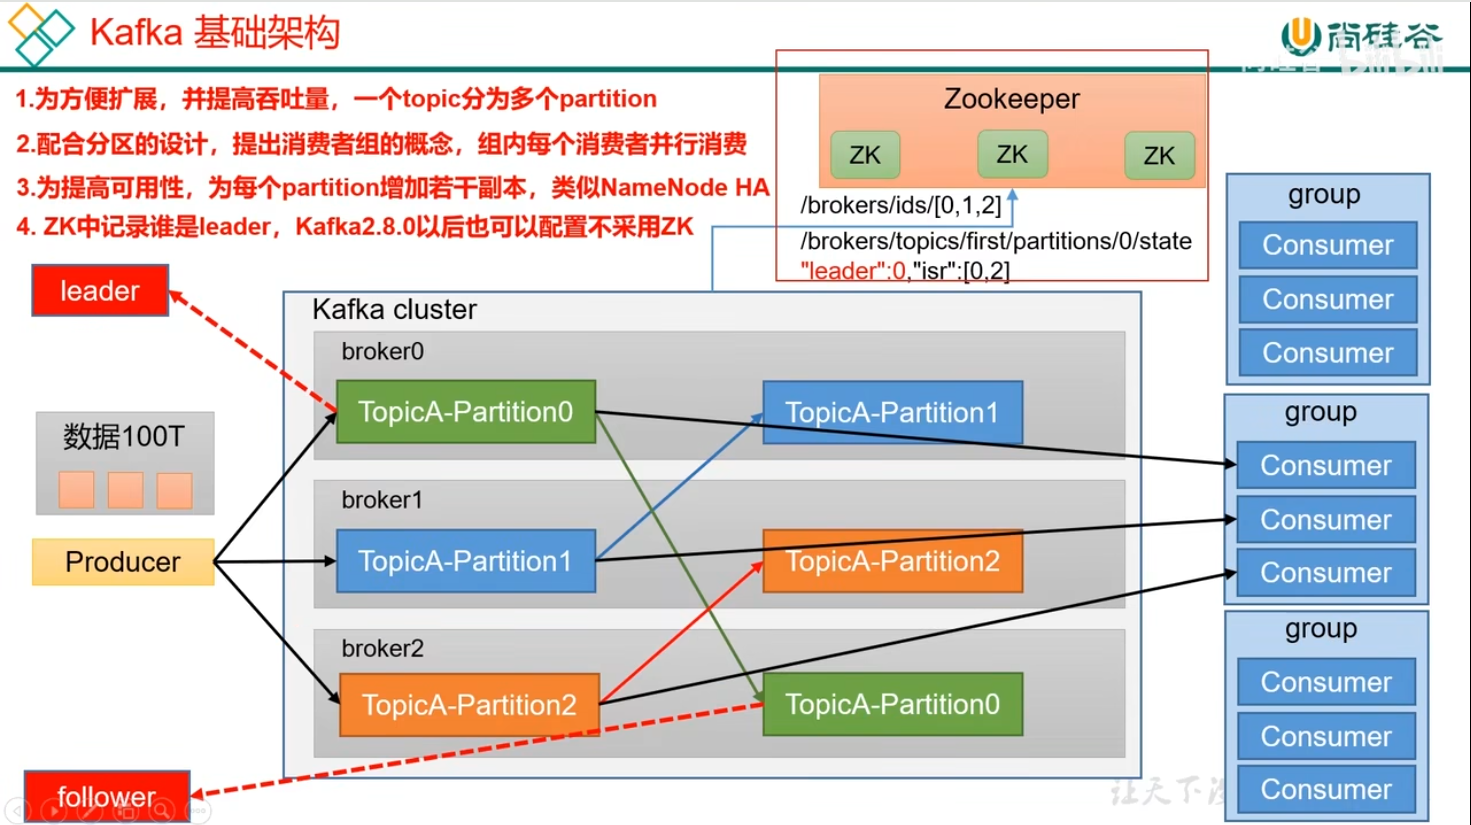 Kafka 基础架构
尚硅谷
1.为方便扩展，并提高吞吐量，一个topic分为多个partition
2.配合分区的设计，提出消费者组的概念，组内每个消费者并行消费
3.为提高可用性，为每个partition增加若干副本，类似NameNode HA
4. ZK中记录谁是leader，Kafka2.8.0以后也可以配置不采用ZK
Zookeeper
ZK
ZK
ZK
/brokers/ids/[0,1,2]
/brokers/topics/first/partitions/0/state
"leader":0,"isr":[0,2]
leader
数据100T
Producer
follower
Kafka cluster
broker0
TopicA-Partition0
TopicA-Partition1
broker1
TopicA-Partition1
TopicA-Partition2
broker2
TopicA-Partition2
TopicA-Partition0
group
Consumer
Consumer
Consumer
group
Consumer
Consumer
Consumer
group
Consumer
Consumer
Consumer
让天下没
bilibili